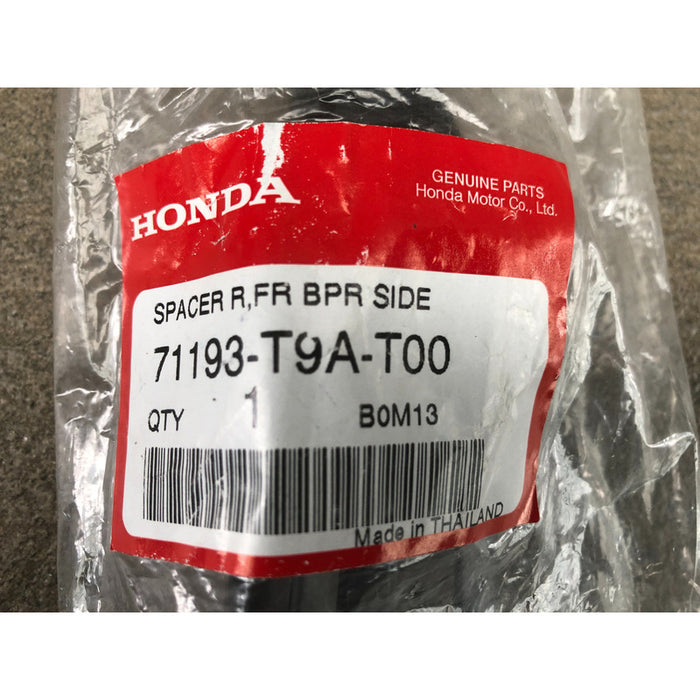 HONDA
GENUINE PARTS
Honda Motor Co., Ltd.
SPACER R,FR BPR SIDE
71193-T9A-T00
QTY 1 B0M13
Made in THAILAND